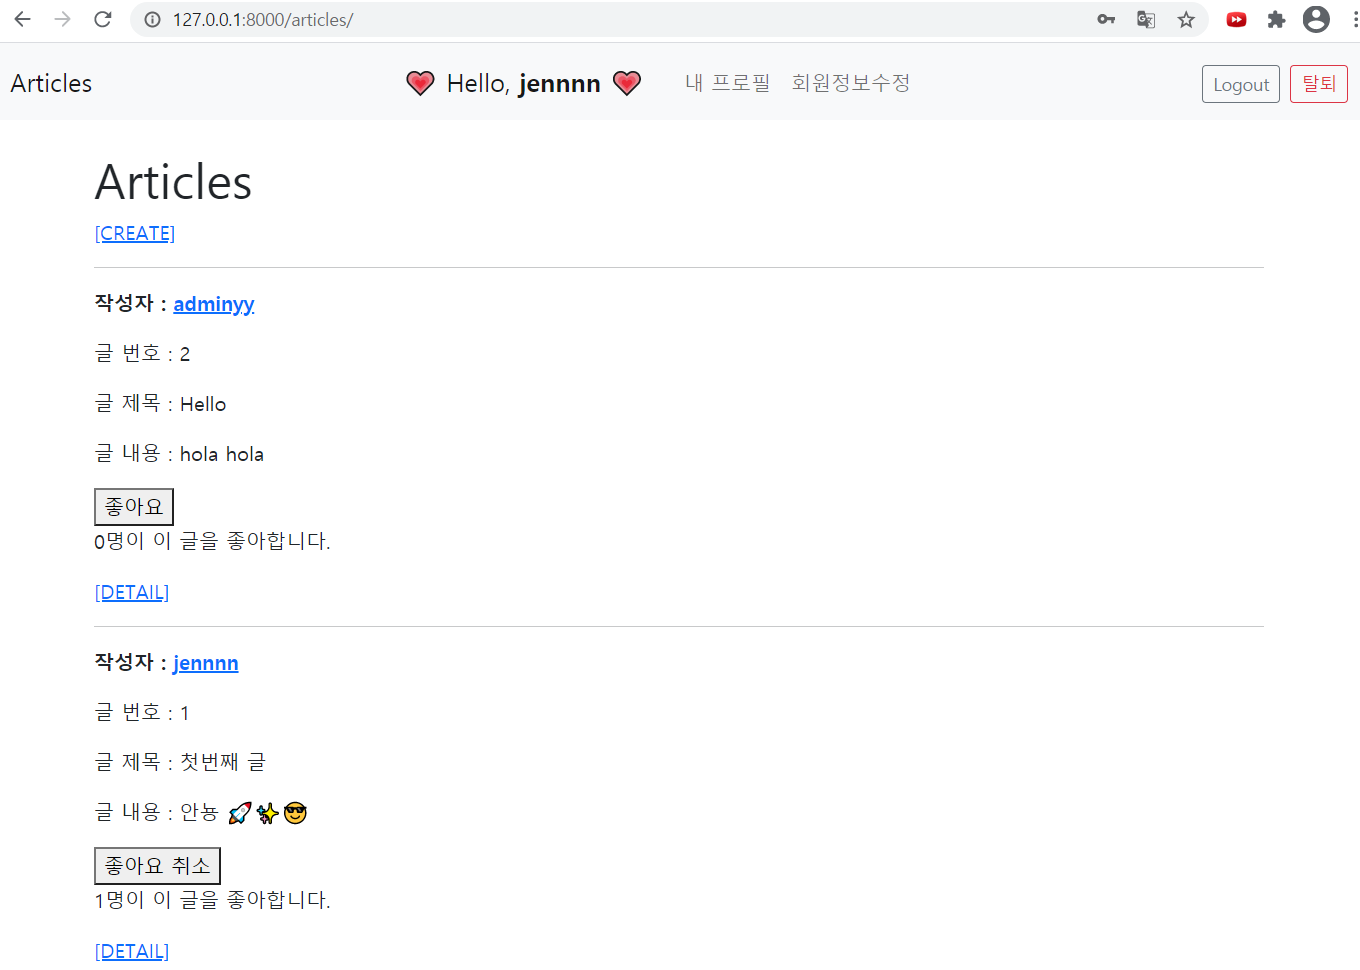 127.0.0.1:8000/articles/
Articles 💗 Hello, jennnn 💗 내 프로필 회원정보수정 Logout 탈퇴
Articles
[CREATE]
작성자 : adminyy
글 번호 : 2
글 제목 : Hello
글 내용 : hola hola
좋아요
0명이 이 글을 좋아합니다.
[DETAIL]
작성자 : jennnn
글 번호 : 1
글 제목 : 첫번째 글
글 내용 : 안뇽 🚀✨😎
좋아요 취소
1명이 이 글을 좋아합니다.
[DETAIL]